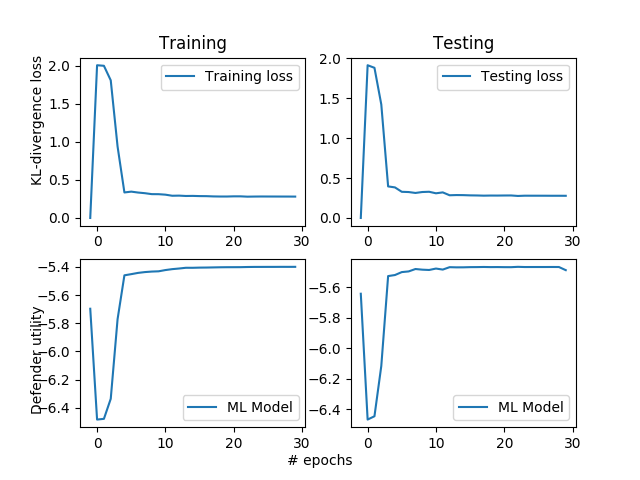 Training
Testing
KL-divergence loss
2.0
1.5
1.0
0.5
0.0
Training loss
0 10 20 30
2.0
1.5
1.0
0.5
0.0
Testing loss
0 10 20 30
Defender utility
−5.4
−5.6
−5.8
−6.0
−6.2
−6.4
ML Model
0 10 20 30
−5.6
−5.8
−6.0
−6.2
−6.4
ML Model
0 10 20 30
# epochs